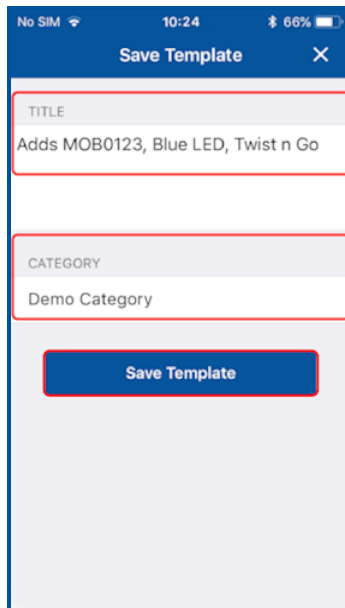 No SIM 10:24 66%
Save Template
TITLE
Adds MOB0123, Blue LED, Twist n Go
CATEGORY
Demo Category
Save Template